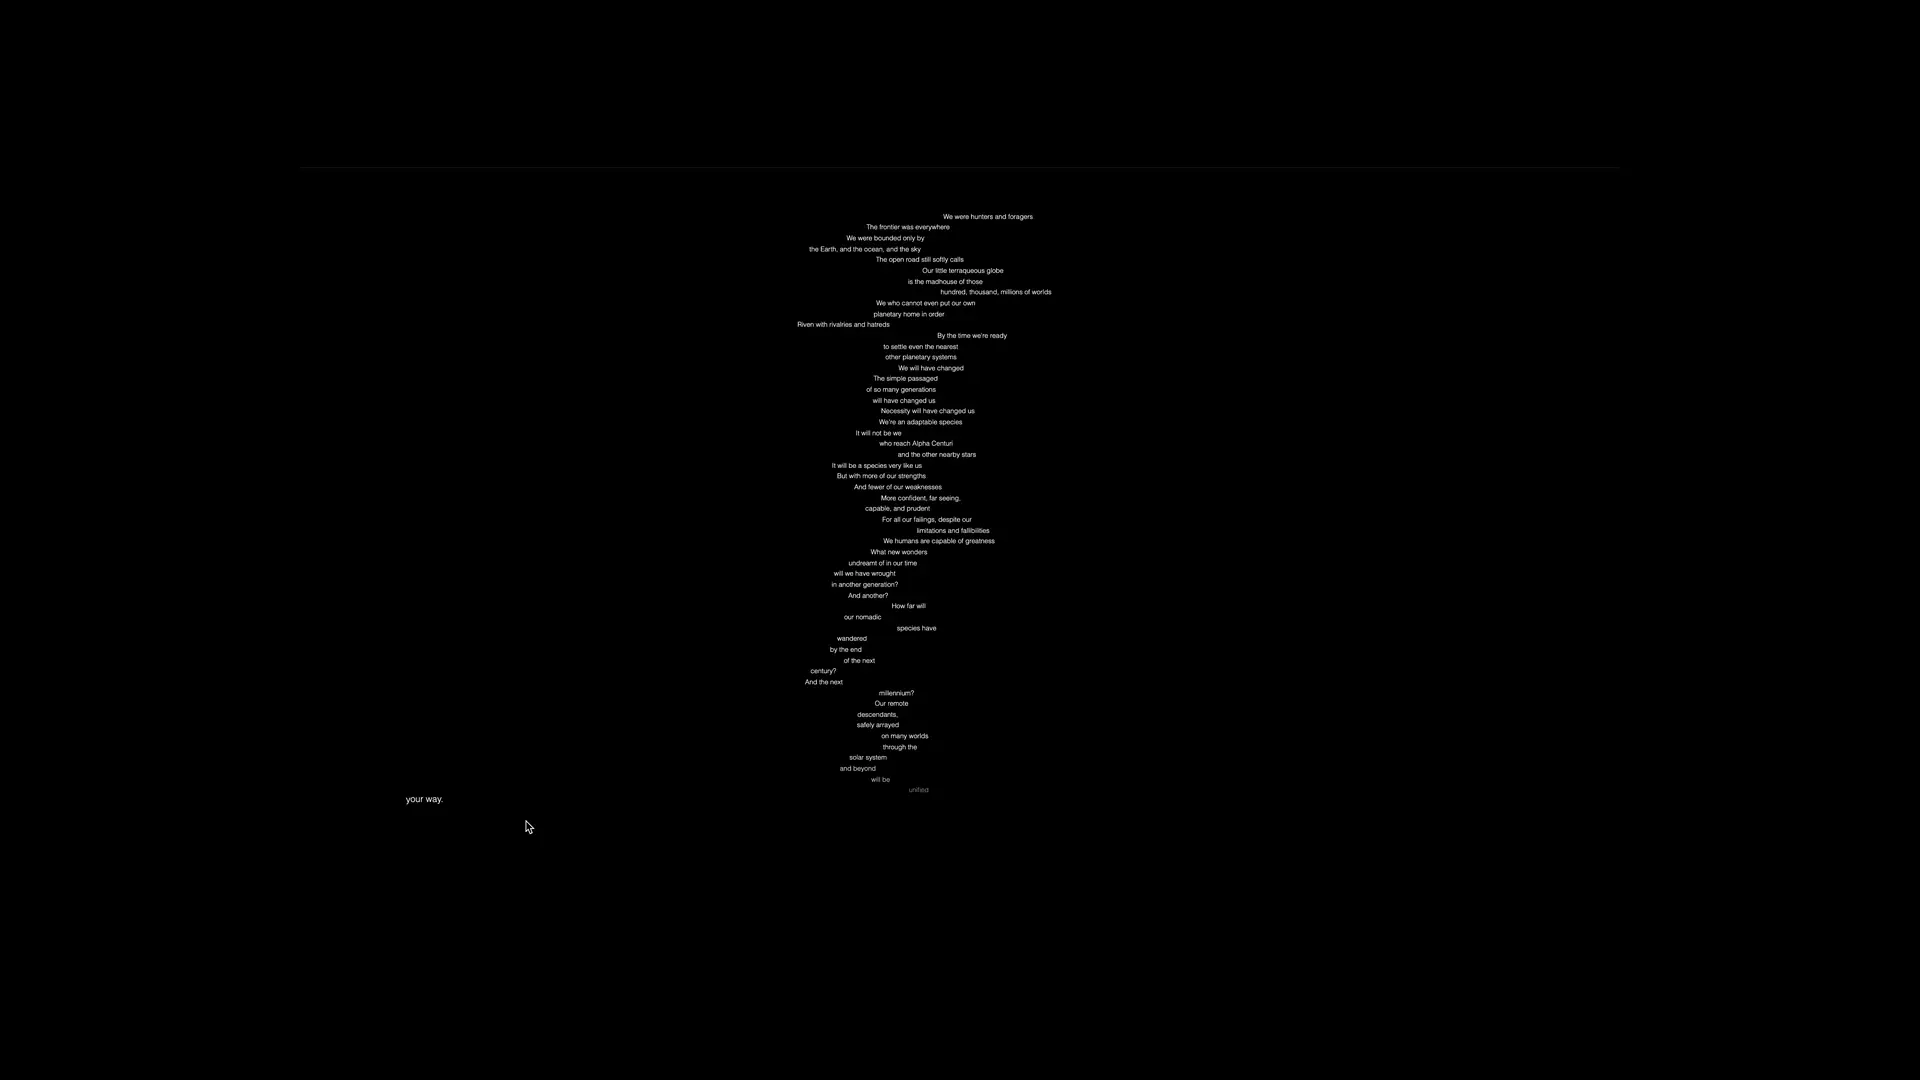 We were hunters and foragers
The frontier was everywhere
We were bounded only by
the Earth, and the ocean, and the sky
The open road still softly calls
Our little terraqueous globe
is the madhouse of those
hundred, thousand, millions of worlds
We who cannot even put our own
planetary home in order
Riven with rivalries and hatreds
By the time we're ready
to settle even the nearest
other planetary systems
We will have changed
The simple passaged
of so many generations
will have changed us
Necessity will have changed us
We're an adaptable species
It will not be we
who reach Alpha Centuri
and the other nearby stars
It will be a species very like us
But with more of our strengths
And fewer of our weaknesses
More confident, far seeing,
capable, and prudent
For all our failings, despite our
limitations and fallibilities
We humans are capable of greatness
What new wonders
undreamt of in our time
will we have wrought
in another generation?
And another?
How far will
our nomadic
species have
wandered
by the end
of the next
century?
And the next
millennium?
Our remote
descendants,
safely arrayed
on many worlds
through the
solar system
and beyond
will be
unified
your way.